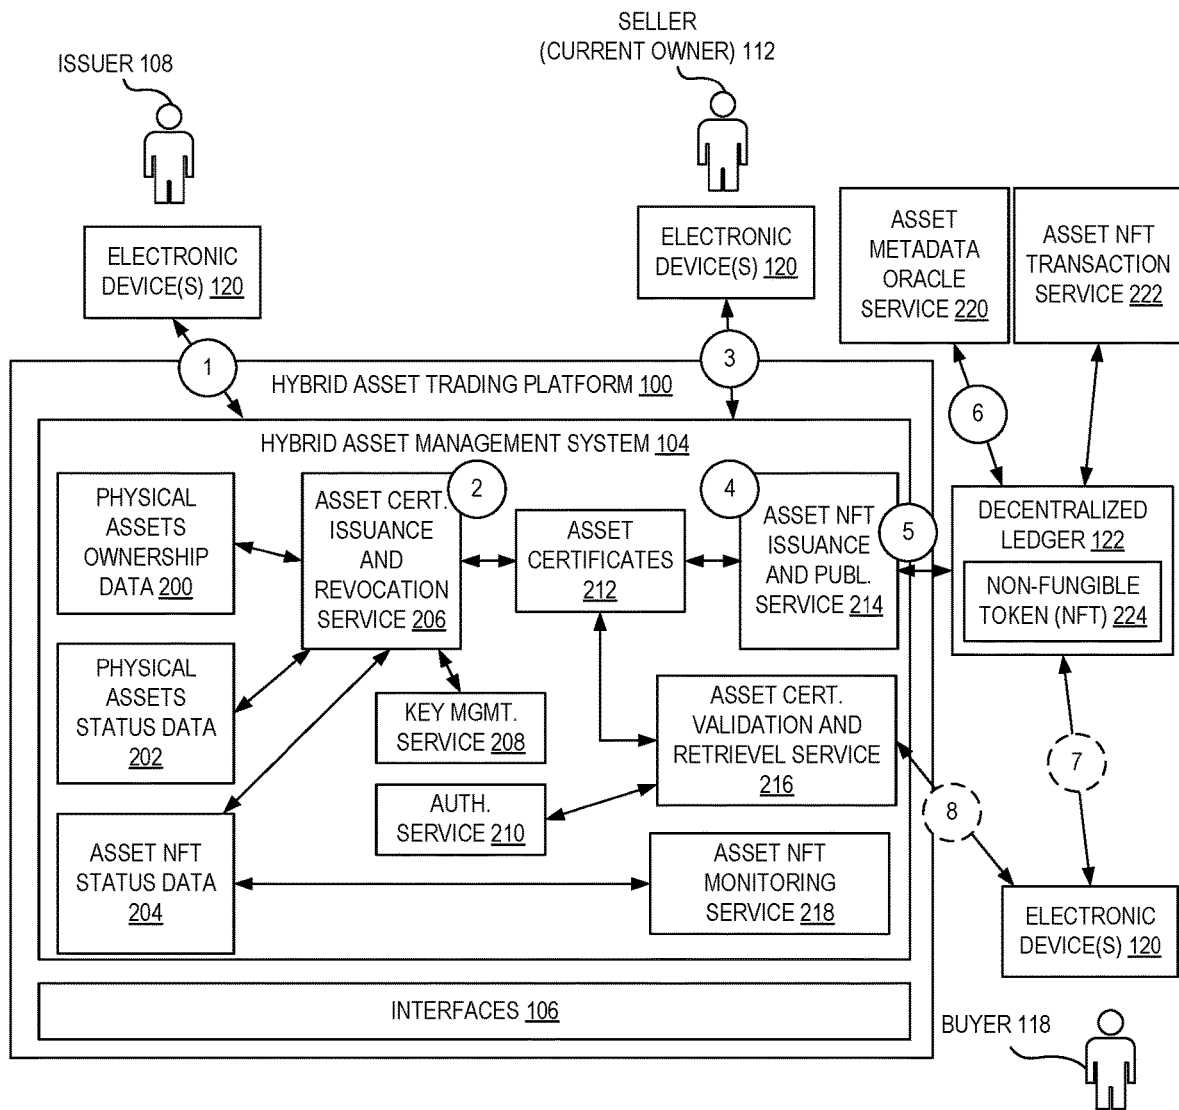 SELLER
(CURRENT OWNER) 112
ISSUER 108
ELECTRONIC
DEVICE(S) 120
ELECTRONIC
DEVICE(S) 120
ASSET
METADATA
ORACLE
SERVICE 220
ASSET NFT
TRANSACTION
SERVICE 222
1
3
6
HYBRID ASSET TRADING PLATFORM 100
HYBRID ASSET MANAGEMENT SYSTEM 104
PHYSICAL
ASSETS
OWNERSHIP
DATA 200
ASSET CERT.
ISSUANCE
AND
REVOCATION
SERVICE 206
2
ASSET
CERTIFICATES
212
4
ASSET NFT
ISSUANCE
AND PUBL.
SERVICE 214
5
DECENTRALIZED
LEDGER 122
NON-FUNGIBLE
TOKEN (NFT) 224
PHYSICAL
ASSETS
STATUS DATA
202
KEY MGMT.
SERVICE 208
ASSET CERT.
VALIDATION AND
RETRIEVEL SERVICE
216
7
8
AUTH.
SERVICE 210
ASSET NFT
STATUS DATA
204
ASSET NFT
MONITORING
SERVICE 218
ELECTRONIC
DEVICE(S) 120
INTERFACES 106
BUYER 118